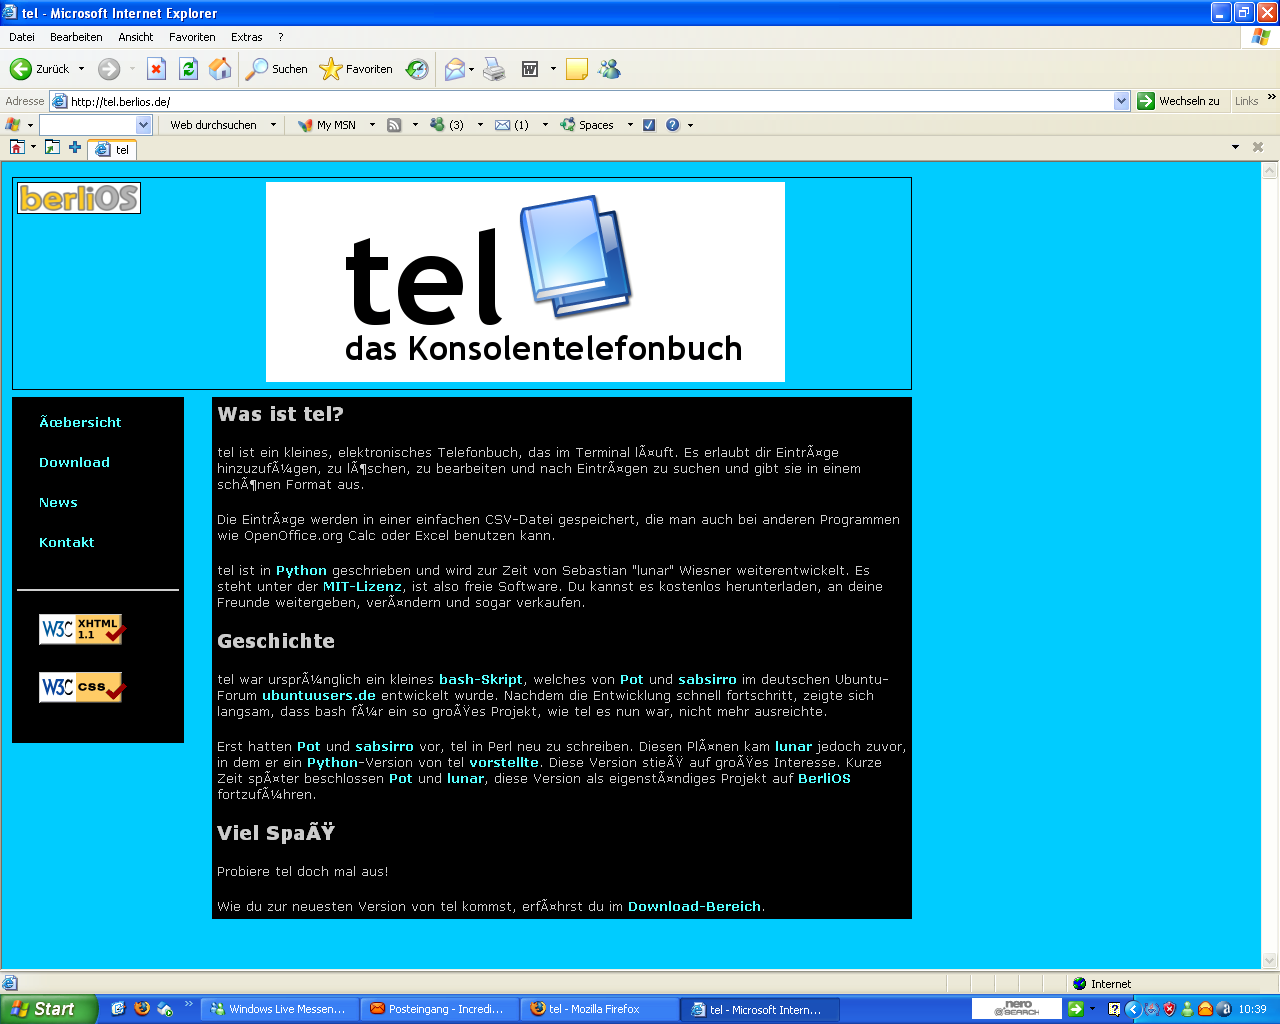 tel - Microsoft Internet Explorer
Datei Bearbeiten Ansicht Favoriten Extras ?
Zurück Suchen Favoriten
Adresse http://tel.berlios.de/ Wechseln zu Links »
Web durchsuchen My MSN (3) (1) Spaces
tel
berliOS
tel
das Konsolentelefonbuch
Ãœbersicht
Download
News
Kontakt
W3C XHTML 1.1
W3C css
Was ist tel?
tel ist ein kleines, elektronisches Telefonbuch, das im Terminal lÃ¤uft. Es erlaubt dir EintrÃ¤ge
hinzuzufÃ¼gen, zu lÃ¶schen, zu bearbeiten und nach EintrÃ¤gen zu suchen und gibt sie in einem
schÃ¶nen Format aus.
Die EintrÃ¤ge werden in einer einfachen CSV-Datei gespeichert, die man auch bei anderen Programmen
wie OpenOffice.org Calc oder Excel benutzen kann.
tel ist in Python geschrieben und wird zur Zeit von Sebastian "lunar" Wiesner weiterentwickelt. Es
steht unter der MIT-Lizenz, ist also freie Software. Du kannst es kostenlos herunterladen, an deine
Freunde weitergeben, verÃ¤ndern und sogar verkaufen.
Geschichte
tel war ursprÃ¼nglich ein kleines bash-Skript, welches von Pot und sabsirro im deutschen Ubuntu-
Forum ubuntuusers.de entwickelt wurde. Nachdem die Entwicklung schnell fortschritt, zeigte sich
langsam, dass bash fÃ¼r ein so groÃŸes Projekt, wie tel es nun war, nicht mehr ausreichte.
Erst hatten Pot und sabsirro vor, tel in Perl neu zu schreiben. Diesen PlÃ¤nen kam lunar jedoch zuvor,
in dem er ein Python-Version von tel vorstellte. Diese Version stieÃŸ auf groÃŸes Interesse. Kurze
Zeit spÃ¤ter beschlossen Pot und lunar, diese Version als eigenstÃ¤ndiges Projekt auf BerliOS
fortzufÃ¼hren.
Viel SpaÃŸ
Probiere tel doch mal aus!
Wie du zur neuesten Version von tel kommst, erfÃ¤hrst du im Download-Bereich.
Internet
Start » Windows Live Messen... Posteingang - Incredi... tel - Mozilla Firefox tel - Microsoft Intern... nero SEARCH 10:39